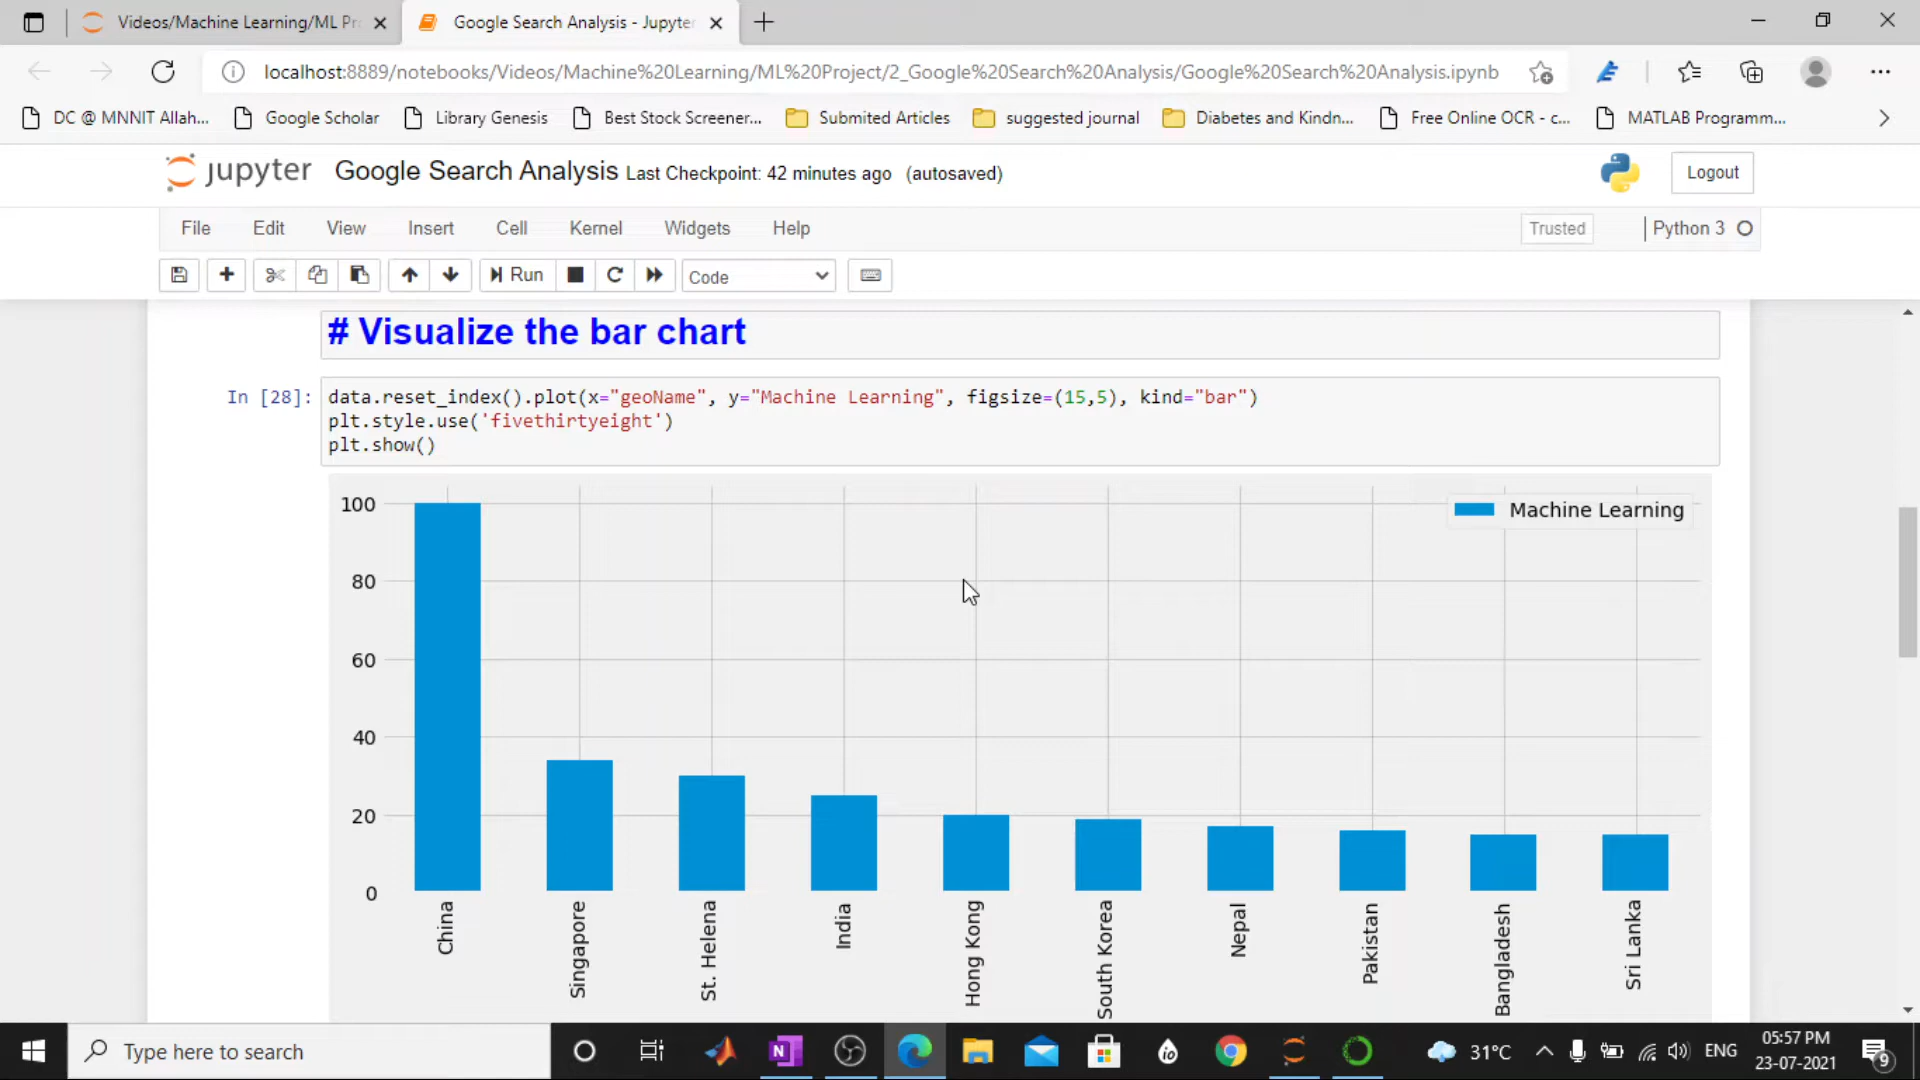 Videos/Machine Learning/ML Pr
Google Search Analysis - Jupyter
localhost:8889/notebooks/Videos/Machine%20Learning/ML%20Project/2_Google%20Search%20Analysis/Google%20Search%20Analysis.ipynb
DC @ MNNIT Allah... Google Scholar Library Genesis Best Stock Screener... Submited Articles suggested journal Diabetes and Kindn... Free Online OCR - c... MATLAB Programm...
jupyter Google Search Analysis Last Checkpoint: 42 minutes ago (autosaved) Logout
File Edit View Insert Cell Kernel Widgets Help Trusted Python 3
Run Code
# Visualize the bar chart
In [28]: data.reset_index().plot(x="geoName", y="Machine Learning", figsize=(15,5), kind="bar")
plt.style.use('fivethirtyeight')
plt.show()
100
Machine Learning
80
60
40
20
0
China
Singapore
St. Helena
India
Hong Kong
South Korea
Nepal
Pakistan
Bangladesh
Sri Lanka
Type here to search
N
io
31°C
ENG
05:57 PM
23-07-2021
9